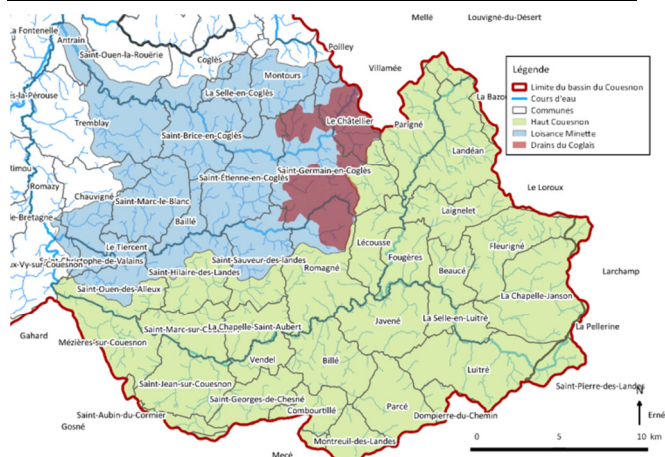 Mellé
Louvigné-du-Désert
La Fontenelle
Antrain
Saint-Ouen-la-Rouërie
Coglès
Poilley
Villamée
Montours
La Selle-en-Coglès
La Bazou
Tremblay
Saint-Brice-en-Coglès
Le Châtellier
Parigné
Landéan
Romazy
Chauvigné
Saint-Marc-le-Blanc
Saint-Étienne-en-Coglès
Saint-Germain-en-Coglès
Le Loroux
Baillé
Laignelet
Le Tiercent
Lécousse
Fleurigné
Saint-Christophe-de-Valains
Saint-Sauveur-des-landes
Fougères
Saint-Hilaire-des-Landes
Romagné
Beaucé
Larchamp
Saint-Ouen-des-Alleux
La Chapelle-Janson
Gahard
Mézières-sur-Couesnon
La Chapelle-Saint-Aubert
Javené
La Selle-en-Luitré
La Pellerine
Vendel
Billé
Luitré
Saint-Jean-sur-Couesnon
Saint-Georges-de-Chesné
Saint-Pierre-des-Landes
Saint-Aubin-du-Cormier
Combourtillé
Parcé
Dompierre-du-Chemin
Gosné
Montreuil-des-Landes
Mecé
Erné
Légende
Limite du bassin du Couesnon
Cours d'eau
Communes
Haut Couesnon
Loisance Minette
Drains du Coglais
N
0 5 10 km